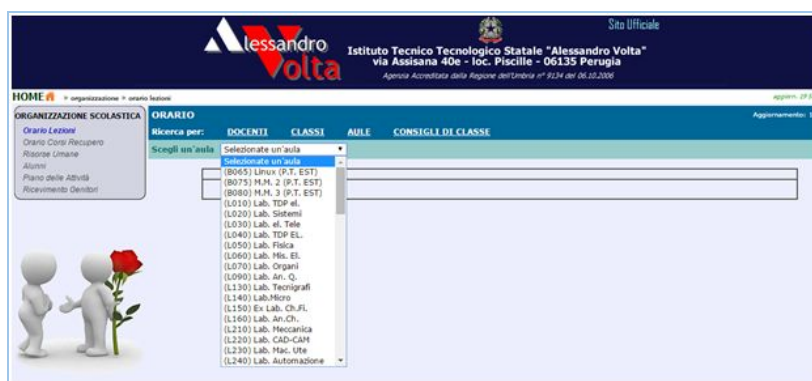 Alessandro
Volta
Sito Ufficiale
Istituto Tecnico Tecnologico Statale "Alessandro Volta"
via Assisana 40e - loc. Piscille - 06135 Perugia
Agenzia Accreditata dalla Regione dell'Umbria n° 9134 del 06.10.2006
HOME » organizzazione » orario lezioni
aggiorn.
ORGANIZZAZIONE SCOLASTICA
Orario Lezioni
Orario Corsi Recupero
Risorse Umane
Alunni
Piano delle Attività
Ricevimento Genitori
ORARIO
Aggiornamento:
Ricerca per: DOCENTI CLASSI AULE CONSIGLI DI CLASSE
Scegli un'aula Selezionate un'aula
Selezionate un'aula
(B065) Linux (P.T. EST)
(B075) M.M. 2 (P.T. EST)
(B080) M.M. 3 (P.T. EST)
(L010) Lab. TDP el.
(L020) Lab. Sistemi
(L030) Lab. el. Tele
(L040) Lab. TDP EL.
(L050) Lab. Fisica
(L060) Lab. Mis. El.
(L070) Lab. Organi
(L090) Lab. An. Q.
(L130) Lab. Tecnigrafi
(L140) Lab.Micro
(L150) Ex Lab. Ch.Fi.
(L160) Lab. An.Ch.
(L210) Lab. Meccanica
(L220) Lab. CAD-CAM
(L230) Lab. Mac. Ute
(L240) Lab. Automazione